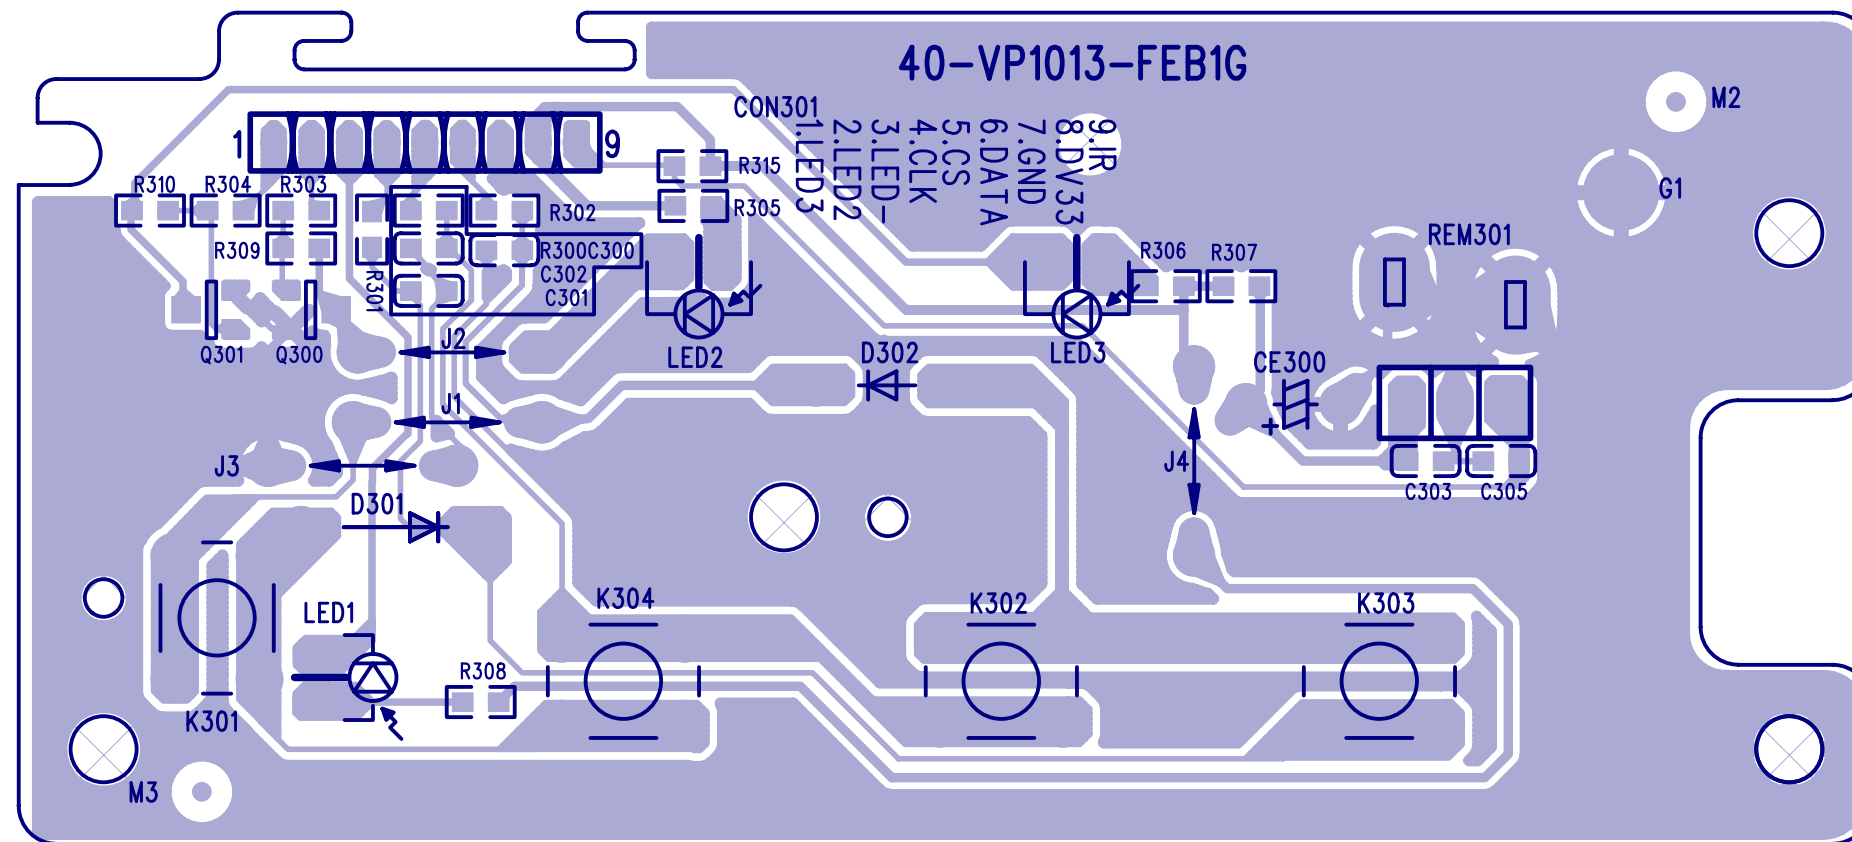 40-VP1013-FEB1G
M2
CON301
1
9
1.LED3
2.LED2
3.LED-
4.CLK
5.CS
6.DATA
7.GND
8.DV33
9.IR
R315
R310
R304
R303
R302
R305
G1
R309
R300C300
C302
C301
R301
R306
R307
REM301
Q301
Q300
J2
LED2
D302
LED3
CE300
+
J1
J3
J4
D301
C303
C305
LED1
K304
K302
K303
R308
K301
M3